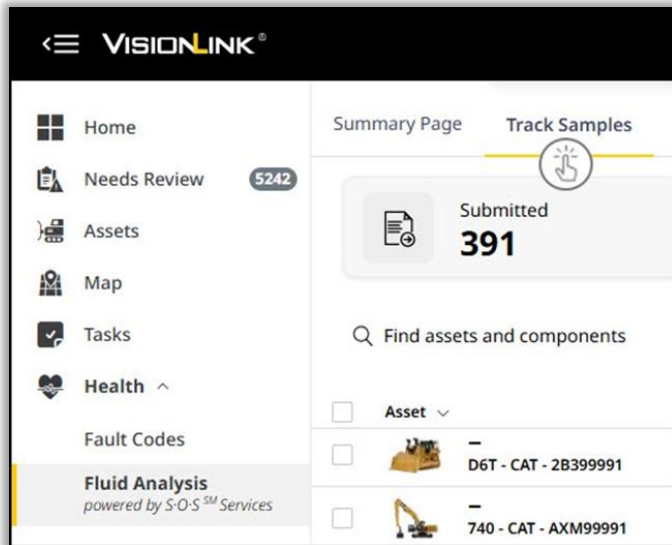 VISIONLINK®
Home
Needs Review 5242
Assets
Map
Tasks
Health
Fault Codes
Fluid Analysis
powered by S·O·S℠ Services
Summary Page Track Samples
Submitted
391
Find assets and components
Asset
–
D6T - CAT - 2B399991
–
740 - CAT - AXM99991